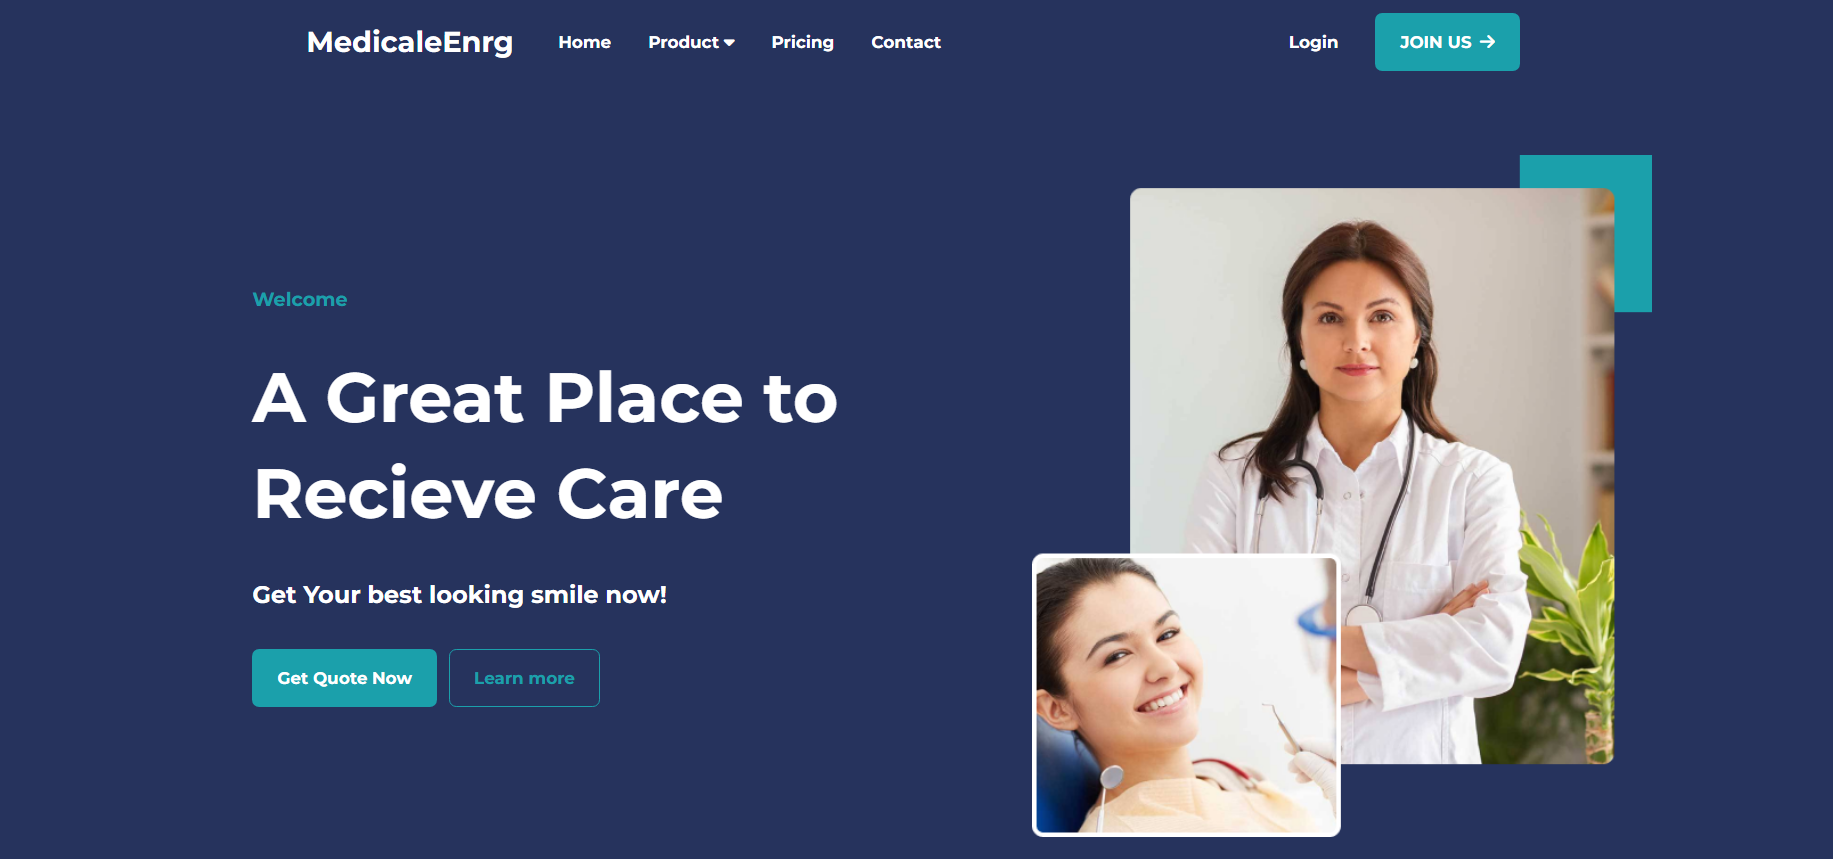 MedicaleEnrg
Home
Product
Pricing
Contact
Login
JOIN US
Welcome
A Great Place to
Recieve Care
Get Your best looking smile now!
Get Quote Now
Learn more